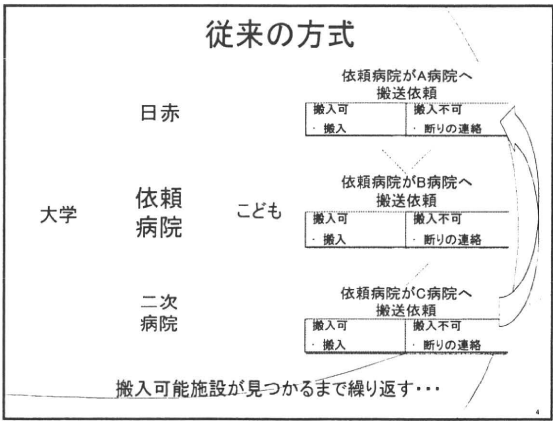 従来の方式
日赤
大学
依頼
病院
こども
二次
病院
依頼病院がA病院へ
搬送依頼
搬入可 搬入不可
・ 搬入 ・ 断りの連絡
依頼病院がB病院へ
搬送依頼
搬入可 搬入不可
・ 搬入 ・ 断りの連絡
依頼病院がC病院へ
搬送依頼
搬入可 搬入不可
・ 搬入 ・ 断りの連絡
搬入可能施設が見つかるまで繰り返す・・・
4